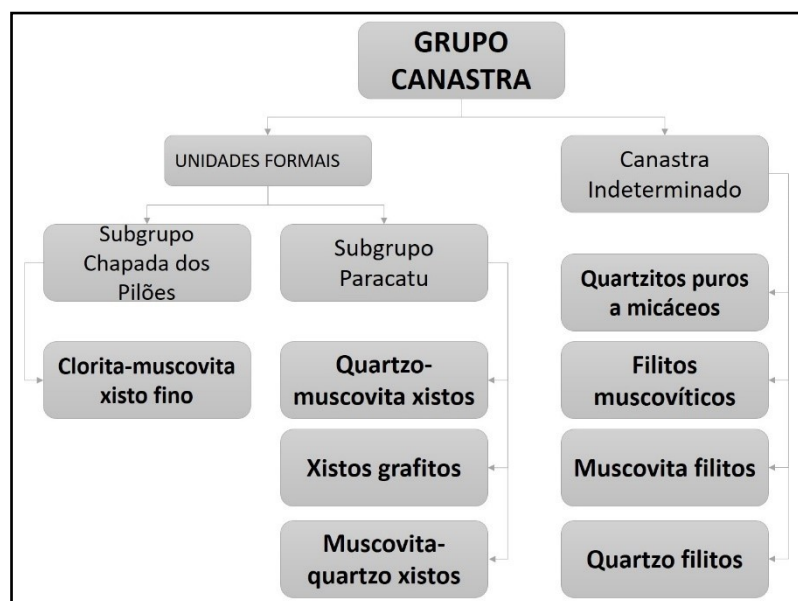 GRUPO
CANASTRA
UNIDADES FORMAIS
Canastra
Indeterminado
Subgrupo
Chapada dos
Pilões
Subgrupo
Paracatu
Quartzitos puros
a micáceos
Clorita-muscovita
xisto fino
Quartzo-
muscovita xistos
Filitos
muscovíticos
Xistos grafitos
Muscovita filitos
Muscovita-
quartzo xistos
Quartzo filitos